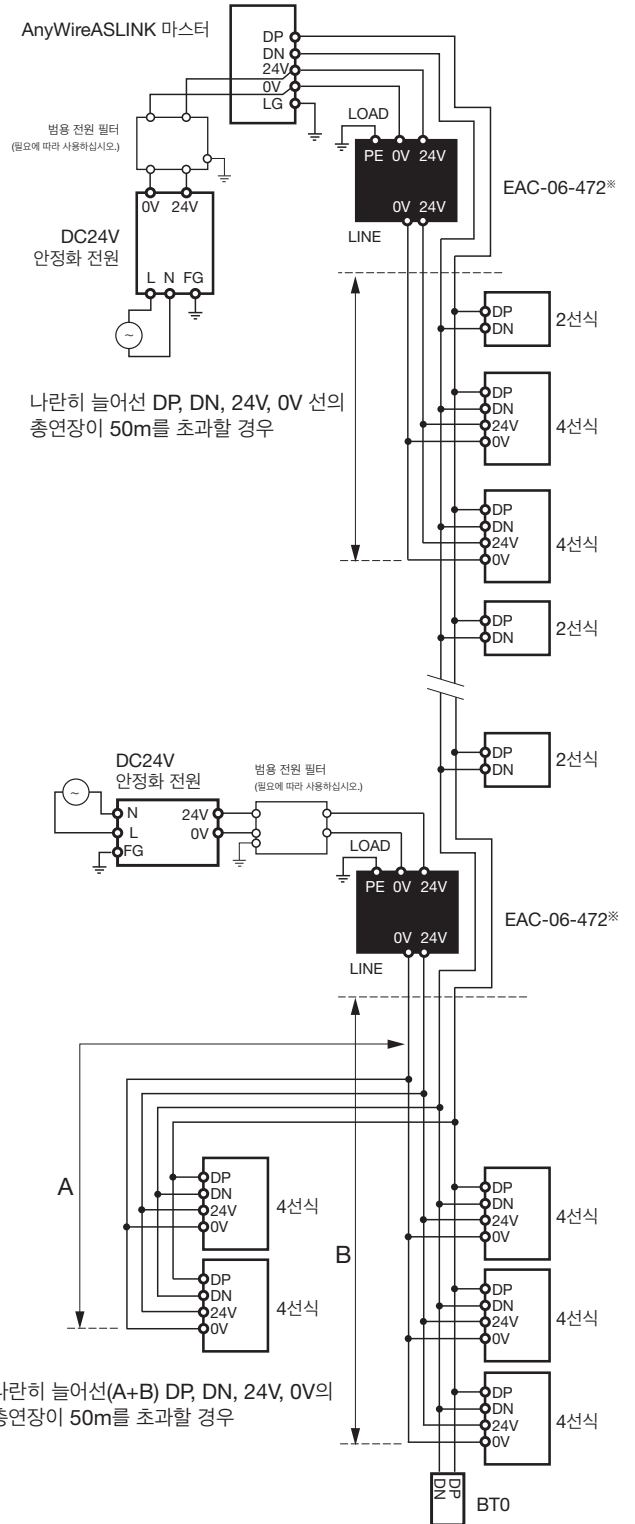 AnyWireASLINK 마스터
DP
DN
24V
0V
LG
범용 전원 필터
(필요에 따라 사용하십시오.)
0V 24V
DC24V
안정화 전원
L N FG
~
LOAD
PE 0V 24V
EAC-06-472※
0V 24V
LINE
DP
DN
2선식
나란히 늘어선 DP, DN, 24V, 0V 선의
총연장이 50m를 초과할 경우
DP
DN
24V
0V
4선식
DP
DN
24V
0V
4선식
DP
DN
2선식
DP
DN
2선식
DC24V
안정화 전원
~
N
L
FG
24V
0V
범용 전원 필터
(필요에 따라 사용하십시오.)
LOAD
PE 0V 24V
EAC-06-472※
0V 24V
LINE
A
B
DP
DN
24V
0V
4선식
DP
DN
24V
0V
4선식
DP
DN
24V
0V
4선식
DP
DN
24V
0V
4선식
DP
DN
24V
0V
4선식
나란히 늘어선(A+B) DP, DN, 24V, 0V의
총연장이 50m를 초과할 경우
DP
DN
BT0